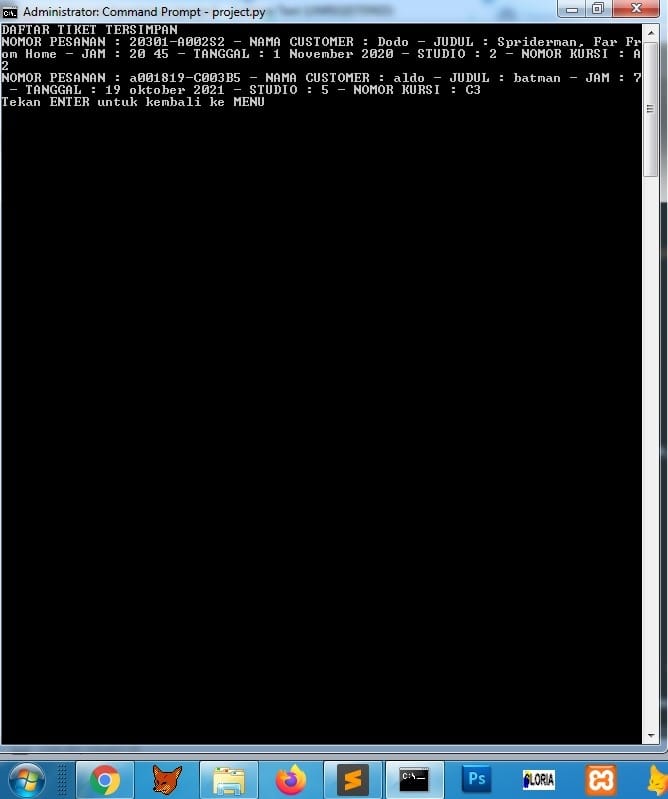 Administrator: Command Prompt - project.py
DAFTAR TIKET TERSIMPAN
NOMOR PESANAN : 20301-A002S2 - NAMA CUSTOMER : Dodo - JUDUL : Spriderman, Far Fr
om Home - JAM : 20 45 - TANGGAL : 1 November 2020 - STUDIO : 2 - NOMOR KURSI : A
2
NOMOR PESANAN : a001819-C003B5 - NAMA CUSTOMER : aldo - JUDUL : batman - JAM : 7
- TANGGAL : 19 oktober 2021 - STUDIO : 5 - NOMOR KURSI : C3
Tekan ENTER untuk kembali ke MENU
C:\_
Ps
GLORIA